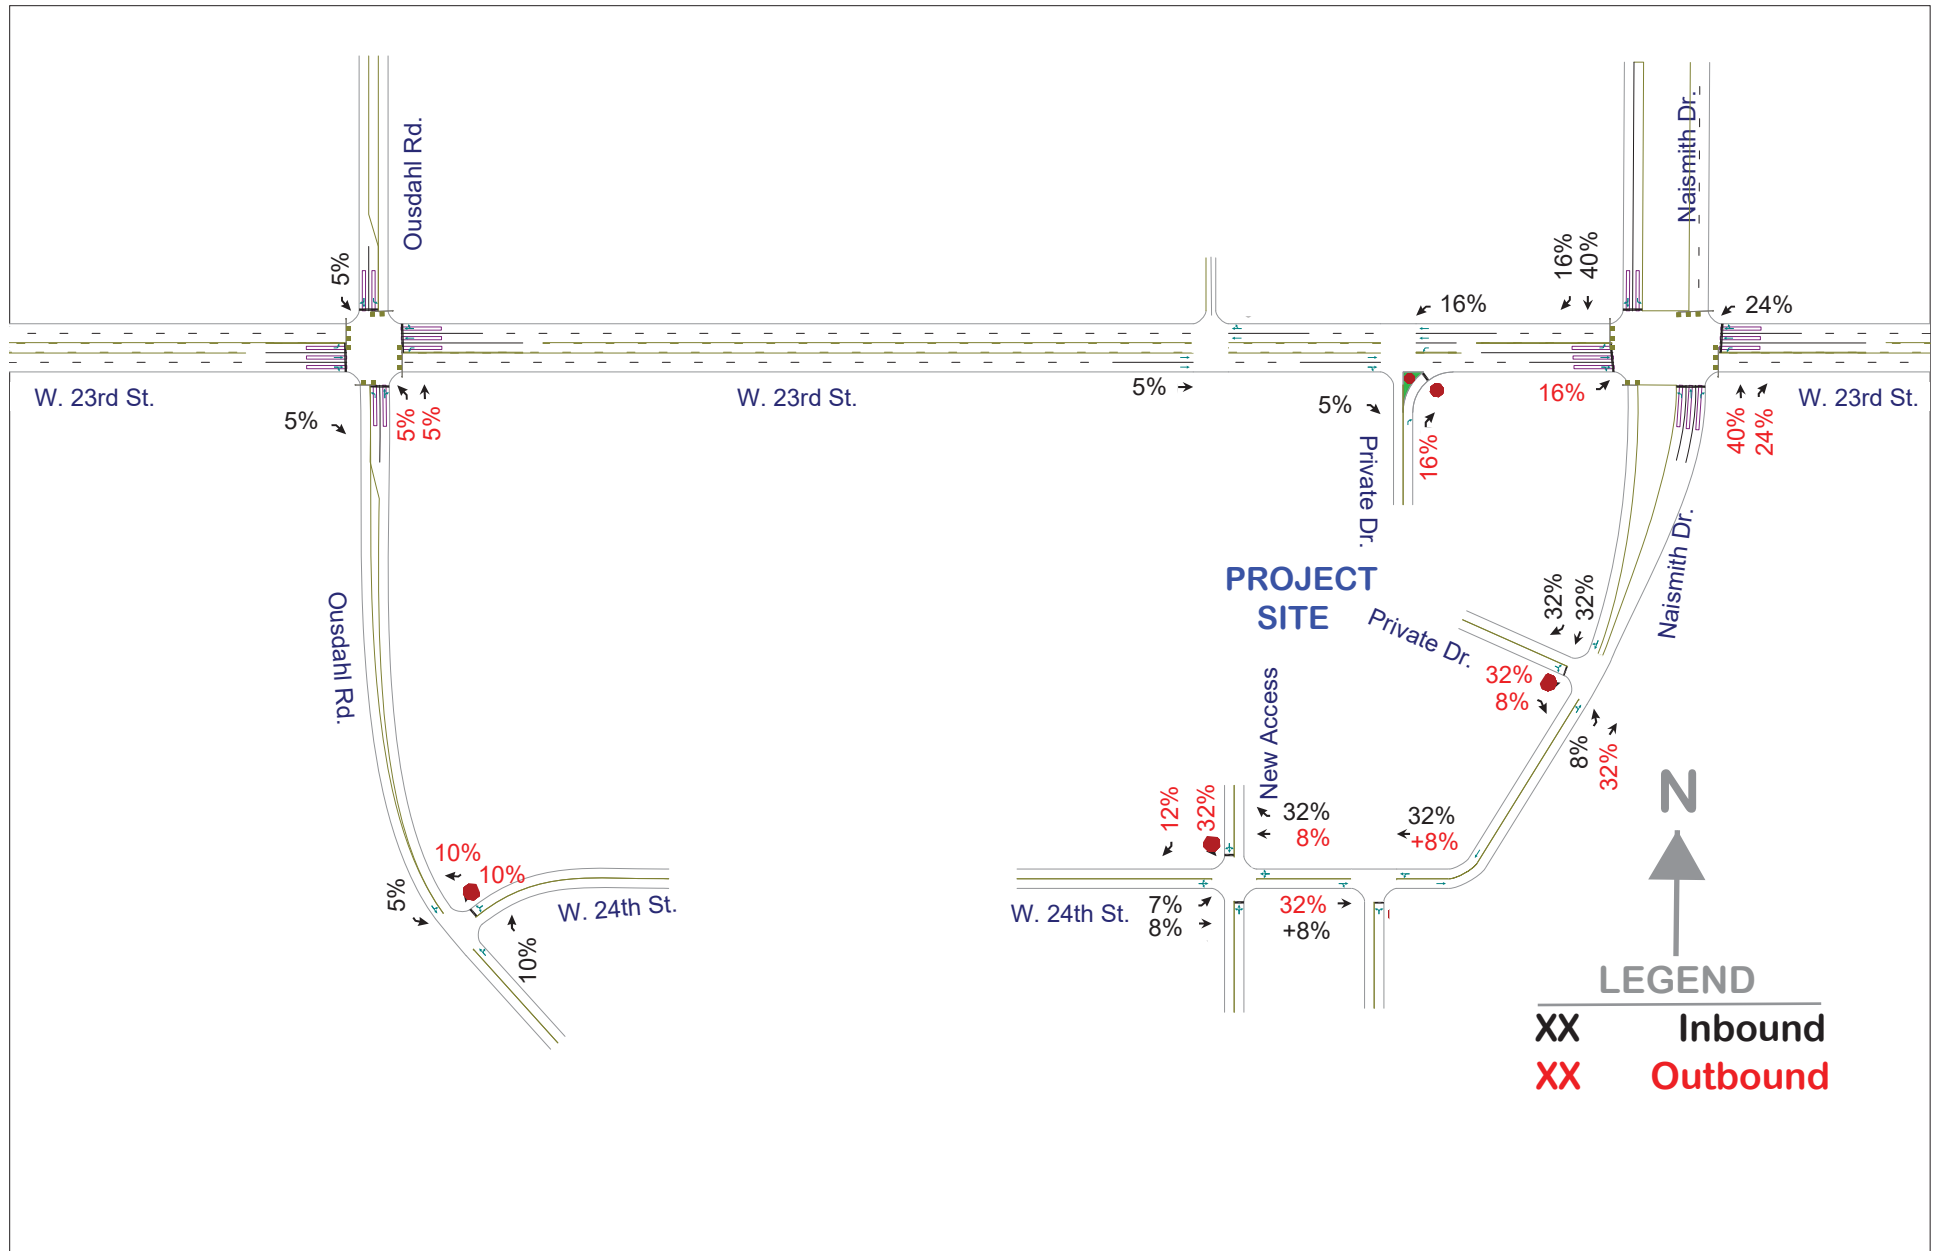 Ousdahl Rd.
Naismith Dr.
5%
16%
40%
16%
24%
W. 23rd St.
W. 23rd St.
W. 23rd St.
5%
5%
5%
5%
5%
16%
16%
40%
24%
Private Dr.
PROJECT
SITE
Private Dr.
Naismith Dr.
Ousdahl Rd.
32%
32%
32%
8%
8%
32%
New Access
12%
32%
32%
8%
32%
+8%
10%
10%
5%
10%
W. 24th St.
W. 24th St.
7%
8%
32%
+8%
N
LEGEND
XX Inbound
XX Outbound